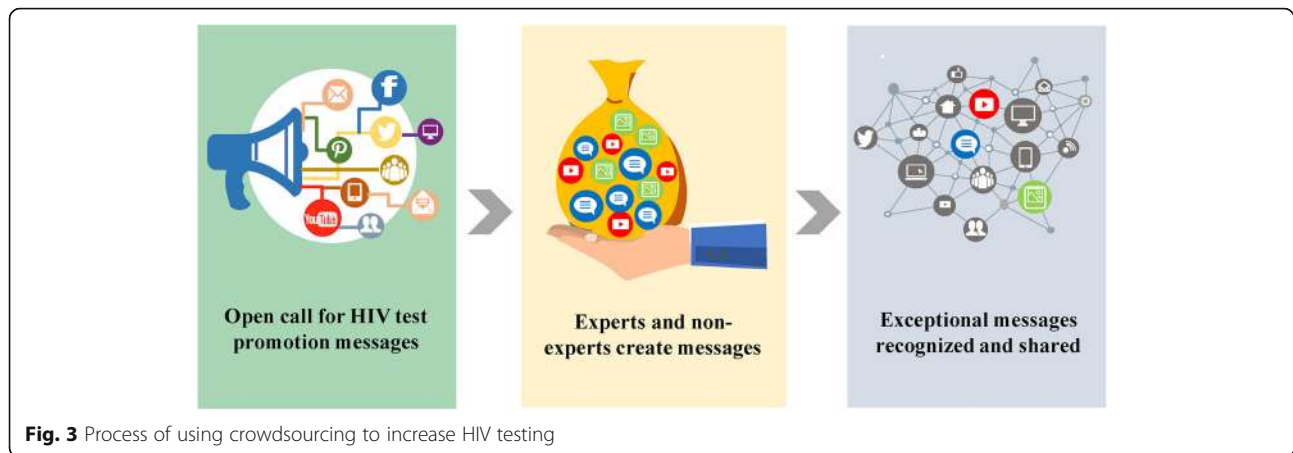 YouTube
Open call for HIV test
promotion messages
Experts and non-
experts create messages
Exceptional messages
recognized and shared
Fig. 3 Process of using crowdsourcing to increase HIV testing